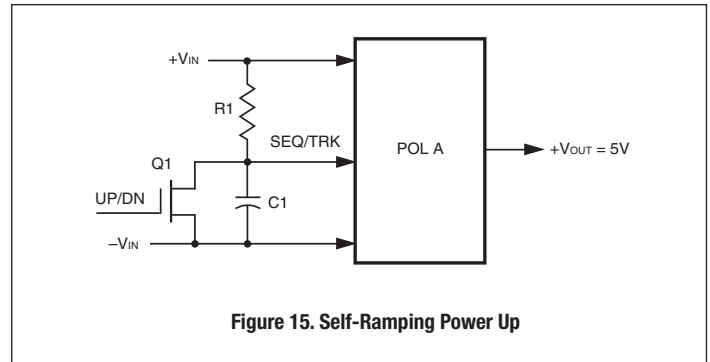 +VIN
R1
SEQ/TRK
POL A
+VOUT = 5V
Q1
UP/DN
C1
–VIN
Figure 15. Self-Ramping Power Up